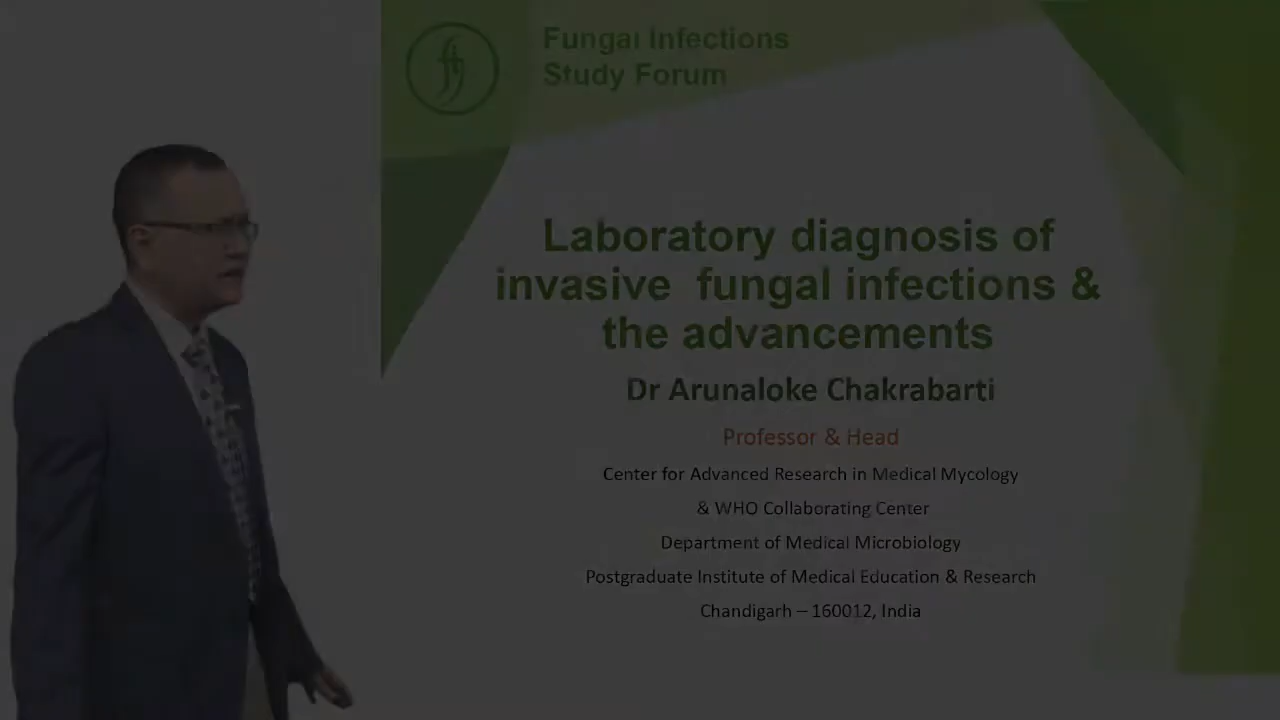 Fungal Infections
Study Forum
Laboratory diagnosis of
invasive fungal infections &
the advancements
Dr Arunaloke Chakrabarti
Professor & Head
Center for Advanced Research in Medical Mycology
& WHO Collaborating Center
Department of Medical Microbiology
Postgraduate Institute of Medical Education & Research
Chandigarh – 160012, India